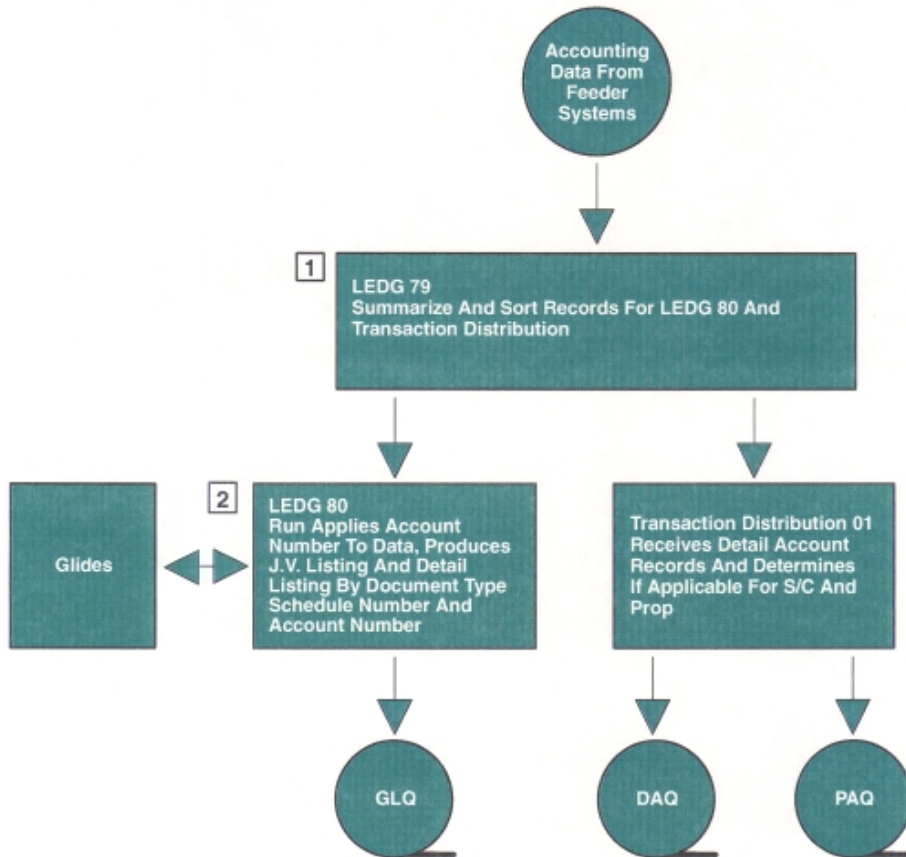 Accounting
Data From
Feeder
Systems
1
LEDG 79
Summarize And Sort Records For LEDG 80 And
Transaction Distribution
Glides
2
LEDG 80
Run Applies Account
Number To Data, Produces
J.V. Listing And Detail
Listing By Document Type
Schedule Number And
Account Number
Transaction Distribution 01
Receives Detail Account
Records And Determines
If Applicable For S/C And
Prop
GLQ
DAQ
PAQ